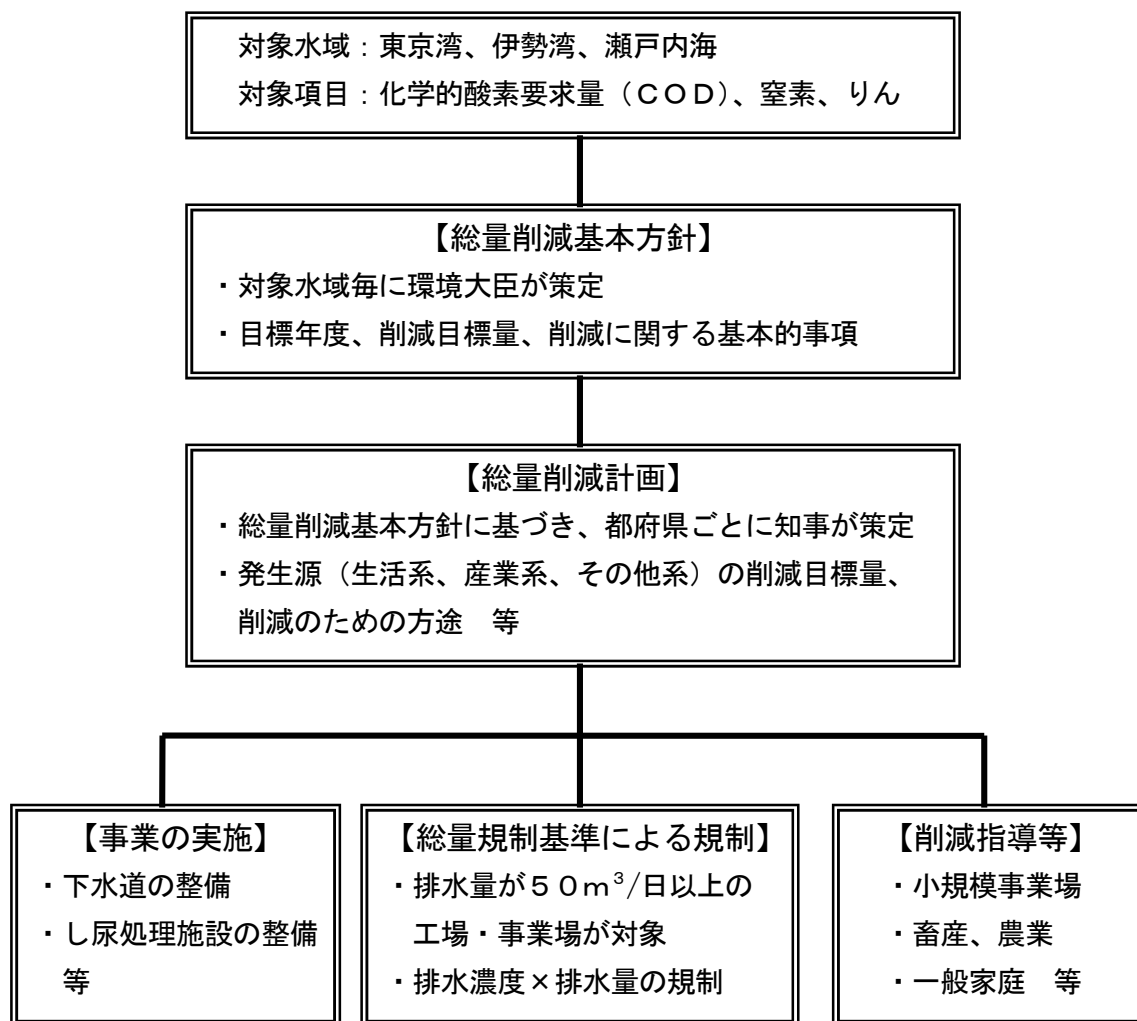 対象水域：東京湾、伊勢湾、瀬戸内海
対象項目：化学的酸素要求量（ＣＯＤ）、窒素、りん
【総量削減基本方針】
・対象水域毎に環境大臣が策定
・目標年度、削減目標量、削減に関する基本的事項
【総量削減計画】
・総量削減基本方針に基づき、都府県ごとに知事が策定
・発生源（生活系、産業系、その他系）の削減目標量、
削減のための方途　等
【事業の実施】
・下水道の整備
・し尿処理施設の整備
等
【総量規制基準による規制】
・排水量が５０ｍ³/日以上の
工場・事業場が対象
・排水濃度×排水量の規制
【削減指導等】
・小規模事業場
・畜産、農業
・一般家庭　等